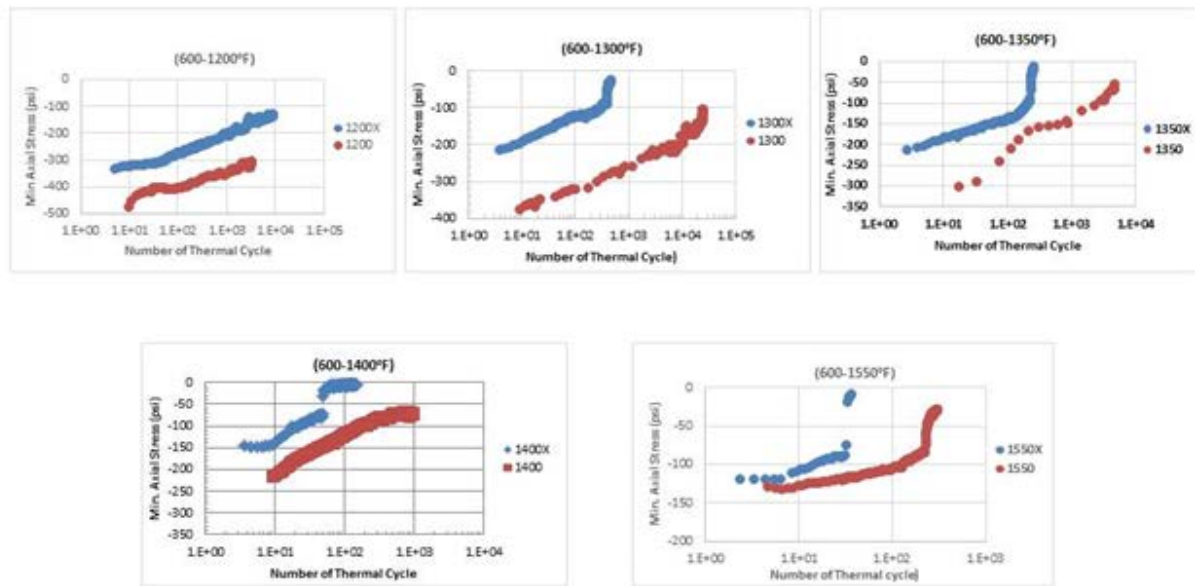 (600-1200ºF)
0
-100
-200
-300
-400
-500
Min. Axial Stress (psi)
1.E+00 1.E+01 1.E+02 1.E+03 1.E+04 1.E+05
Number of Thermal Cycle
1200X
1200
(600-1300ºF)
0
-100
-200
-300
-400
Min. Axial Stress (psi)
1.E+00 1.E+01 1.E+02 1.E+03 1.E+04 1.E+05
Number of Thermal Cycle)
1300X
1300
(600-1350ºF)
0
-50
-100
-150
-200
-250
-300
-350
Min. Axial Stress (psi)
1.E+00 1.E+01 1.E+02 1.E+03 1.E+04
Number of Thermal Cycle
1350X
1350
(600-1400ºF)
0
-50
-100
-150
-200
-250
-300
-350
Min. Axial Stress (psi)
1.E+00 1.E+01 1.E+02 1.E+03 1.E+04
Number of Thermal Cycle
1400X
1400
(600-1550ºF)
0
-50
-100
-150
-200
Min. Axial Stress (psi)
1.E+00 1.E+01 1.E+02 1.E+03
Number of Thermal cycle)
1550X
1550